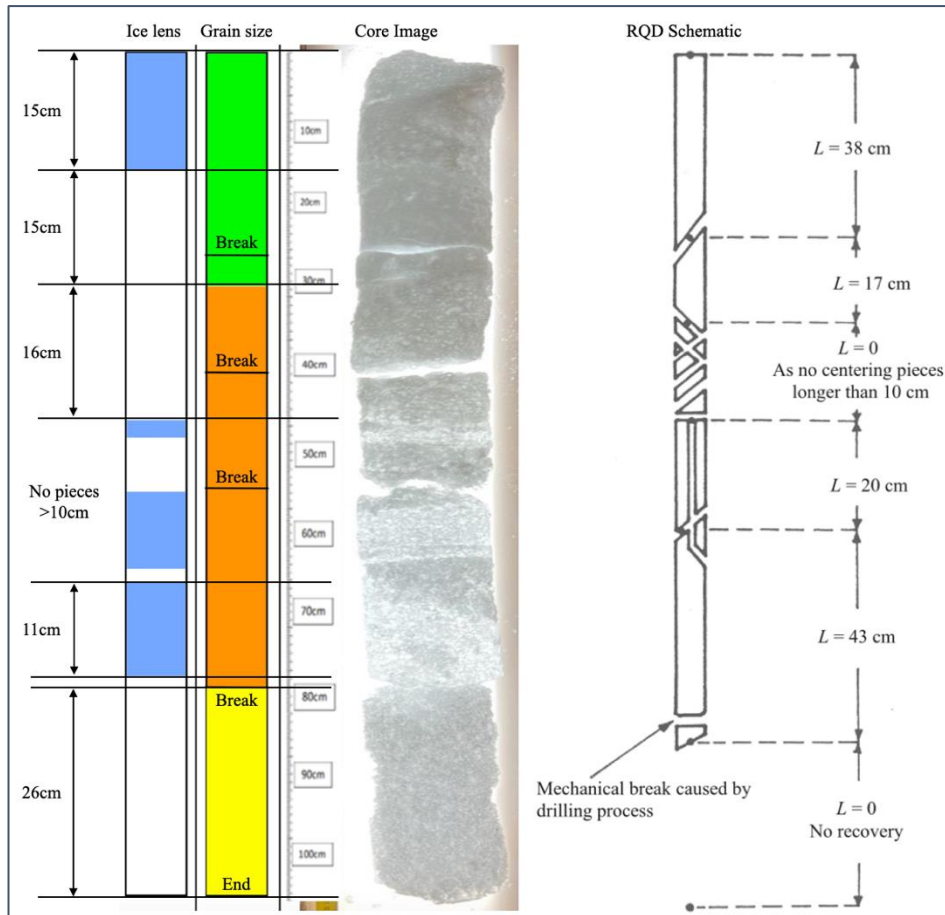 Ice lens
Grain size
Core Image
RQD Schematic
15cm
15cm
16cm
No pieces
>10cm
11cm
26cm
Break
Break
Break
Break
End
10cm
20cm
30cm
40cm
50cm
60cm
70cm
80cm
90cm
100cm
L = 38 cm
L = 17 cm
L = 0
As no centering pieces
longer than 10 cm
L = 20 cm
L = 43 cm
Mechanical break caused by
drilling process
L = 0
No recovery